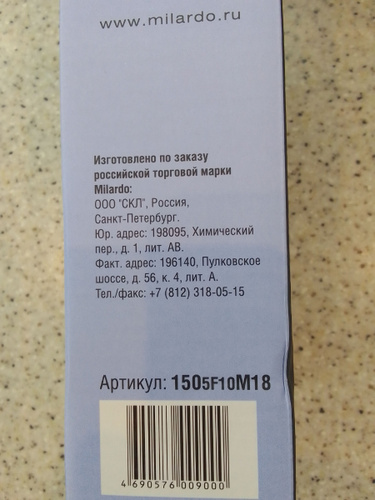 www.milardo.ru
Изготовлено по заказу
российской торговой марки
Milardo:
ООО "СКЛ", Россия,
Санкт-Петербург.
Юр. адрес: 198095, Химический
пер., д. 1, лит. АВ.
Факт. адрес: 196140, Пулковское
шоссе, д. 56, к. 4, лит. А.
Тел./факс: +7 (812) 318-05-15
Артикул: 1505F10M18
4 690576 009000